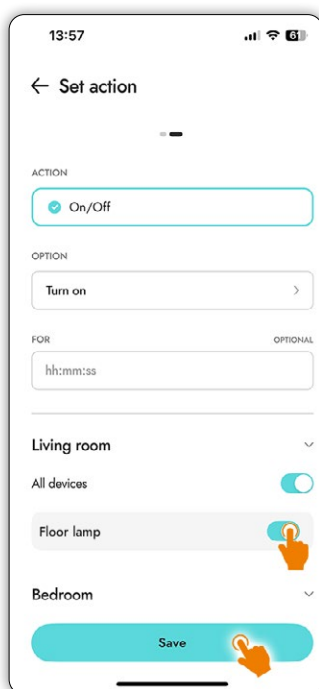 13:57
61
Set action
ACTION
On/Off
OPTION
Turn on
FOR OPTIONAL
hh:mm:ss
Living room
All devices
Floor lamp
Bedroom
Save